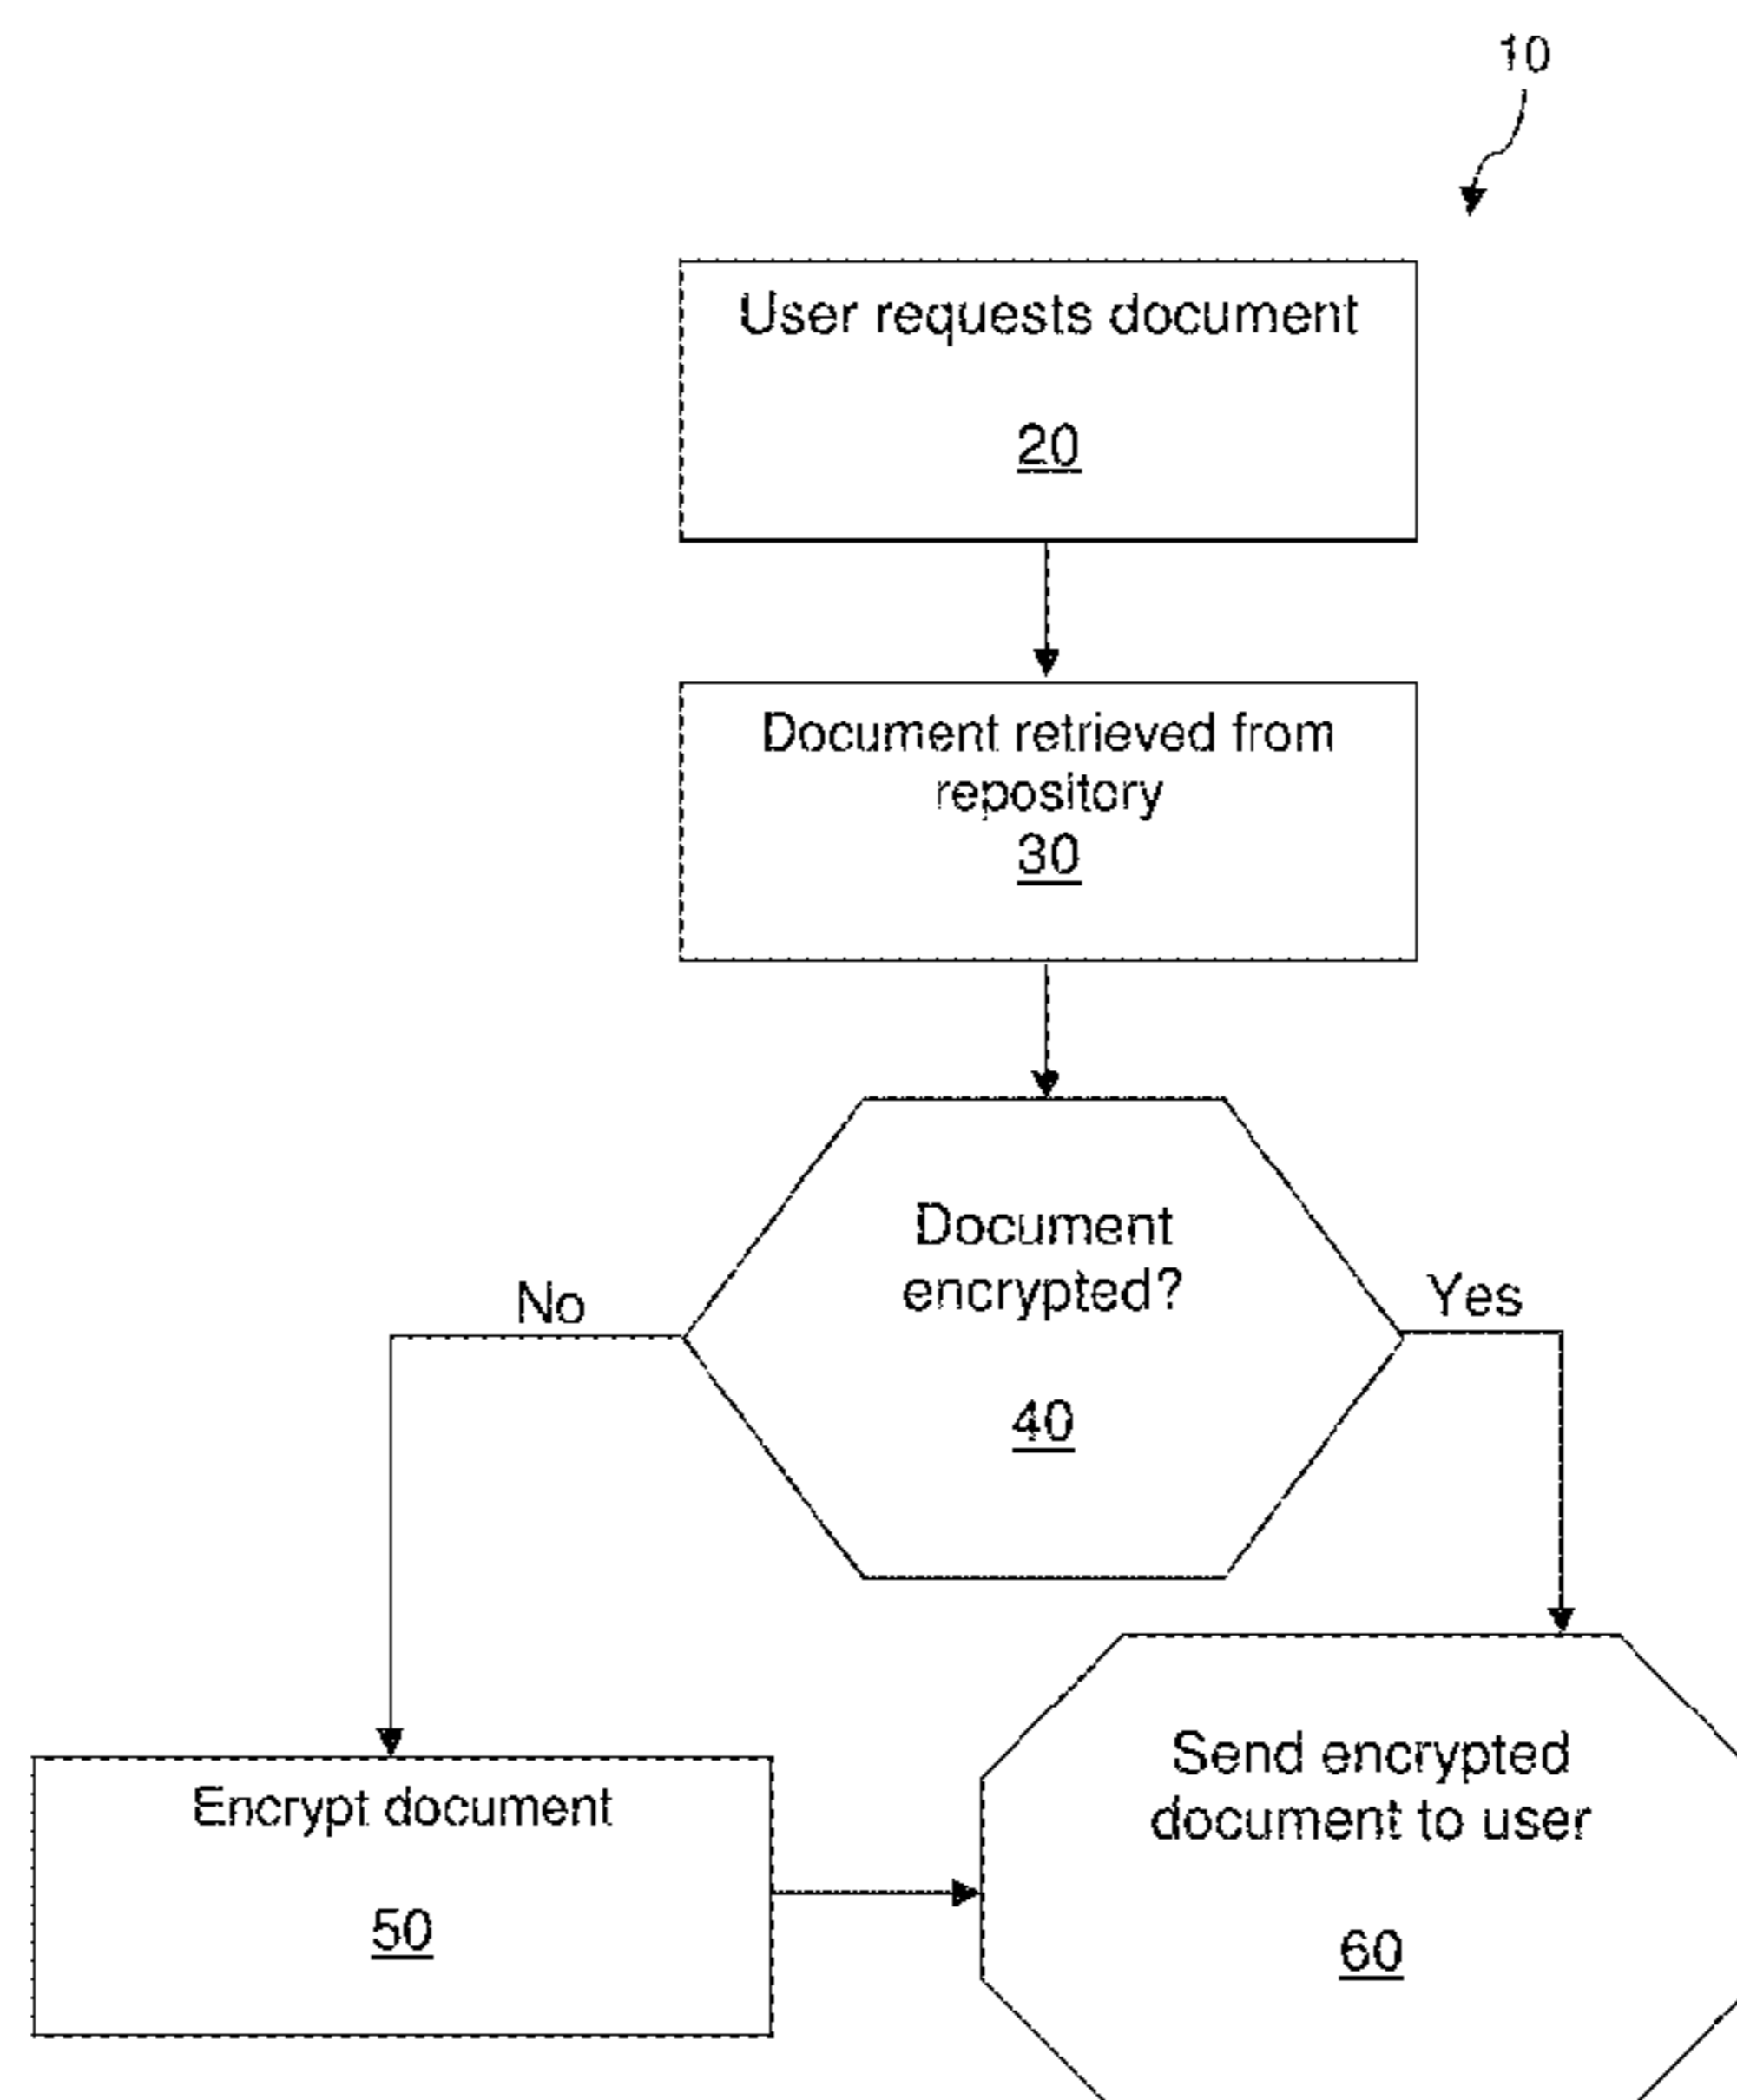 10
User requests document
20
Document retrieved from
repository
30
Document
encrypted?
40
No
Yes
Encrypt document
50
Send encrypted
document to user
60